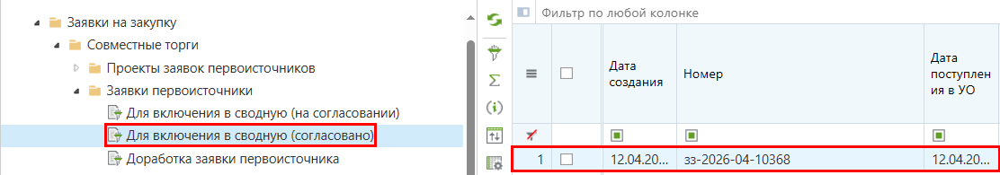 Заявки на закупку
Совместные торги
Проекты заявок первоисточников
Заявки первоисточники
Для включения в сводную (на согласовании)
Для включения в сводную (согласовано)
Доработка заявки первоисточника
Фильтр по любой колонке
Дата создания
Номер
Дата поступлен
ия в УО
1 12.04.20... зз-2026-04-10368 12.04.20...